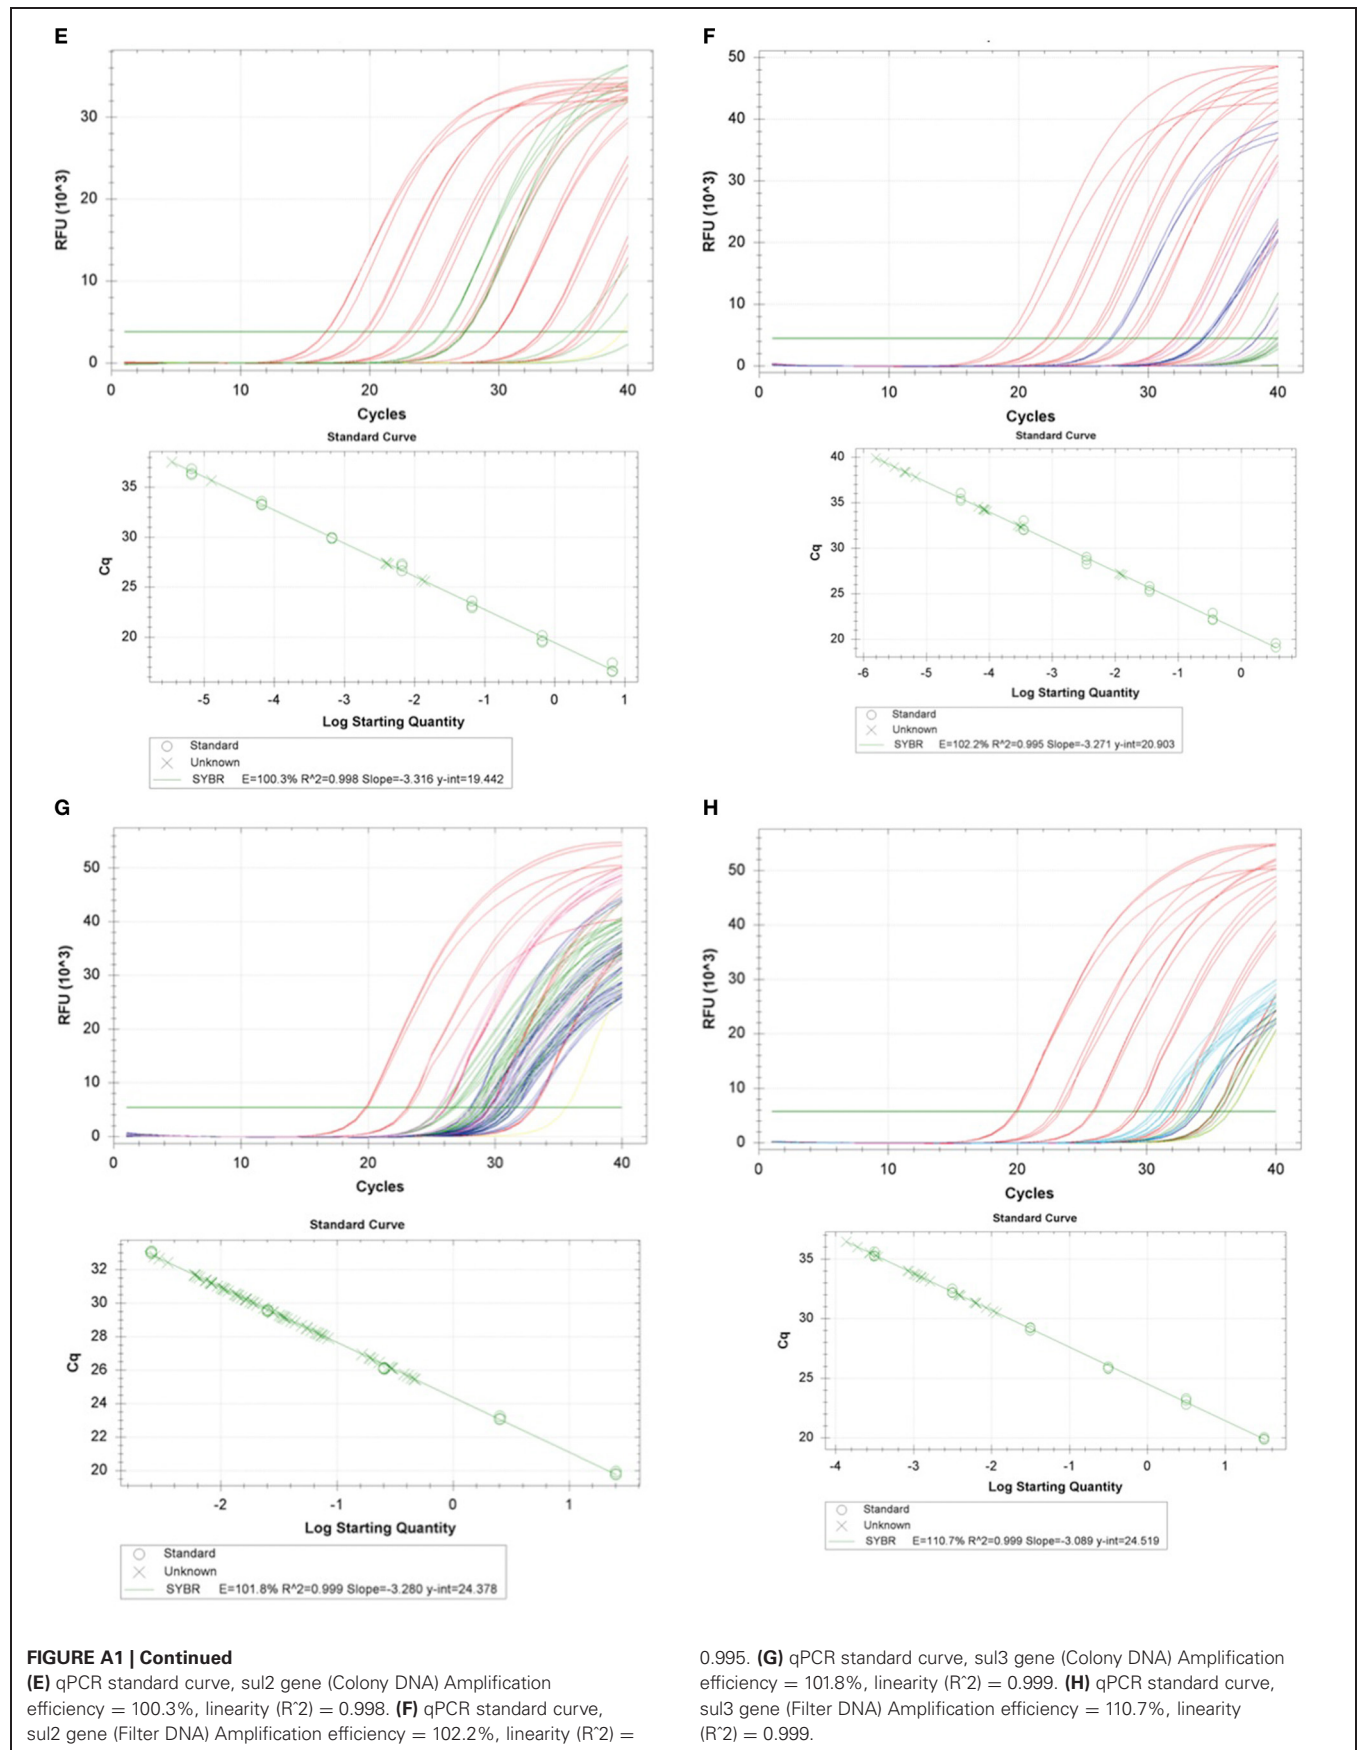 E
30
20
10
0
RFU (10^3)
0 10 20 30 40
Cycles
Standard Curve
35
30
25
20
Cq
-5 -4 -3 -2 -1 0 1
Log Starting Quantity
Standard
Unknown
SYBR E=100.3% R^2=0.998 Slope=-3.316 y-int=19.442
F
50
40
30
20
10
0
RFU (10^3)
0 10 20 30 40
Cycles
Standard Curve
40
35
30
25
20
Cq
-6 -5 -4 -3 -2 -1 0
Log Starting Quantity
Standard
Unknown
SYBR E=102.2% R^2=0.995 Slope=-3.271 y-int=20.903
G
50
40
30
20
10
0
RFU (10^3)
0 10 20 30 40
Cycles
Standard Curve
32
30
28
26
24
22
20
Cq
-2 -1 0 1
Log Starting Quantity
Standard
Unknown
SYBR E=101.8% R^2=0.999 Slope=-3.280 y-int=24.378
H
50
40
30
20
10
0
RFU (10^3)
0 10 20 30 40
Cycles
Standard Curve
35
30
25
20
Cq
-4 -3 -2 -1 0 1
Log Starting Quantity
Standard
Unknown
SYBR E=110.7% R^2=0.999 Slope=-3.089 y-int=24.519
FIGURE A1 | Continued
(E) qPCR standard curve, sul2 gene (Colony DNA) Amplification
efficiency = 100.3%, linearity (R^2) = 0.998. (F) qPCR standard curve,
sul2 gene (Filter DNA) Amplification efficiency = 102.2%, linearity (R^2) =
0.995. (G) qPCR standard curve, sul3 gene (Colony DNA) Amplification
efficiency = 101.8%, linearity (R^2) = 0.999. (H) qPCR standard curve,
sul3 gene (Filter DNA) Amplification efficiency = 110.7%, linearity
(R^2) = 0.999.